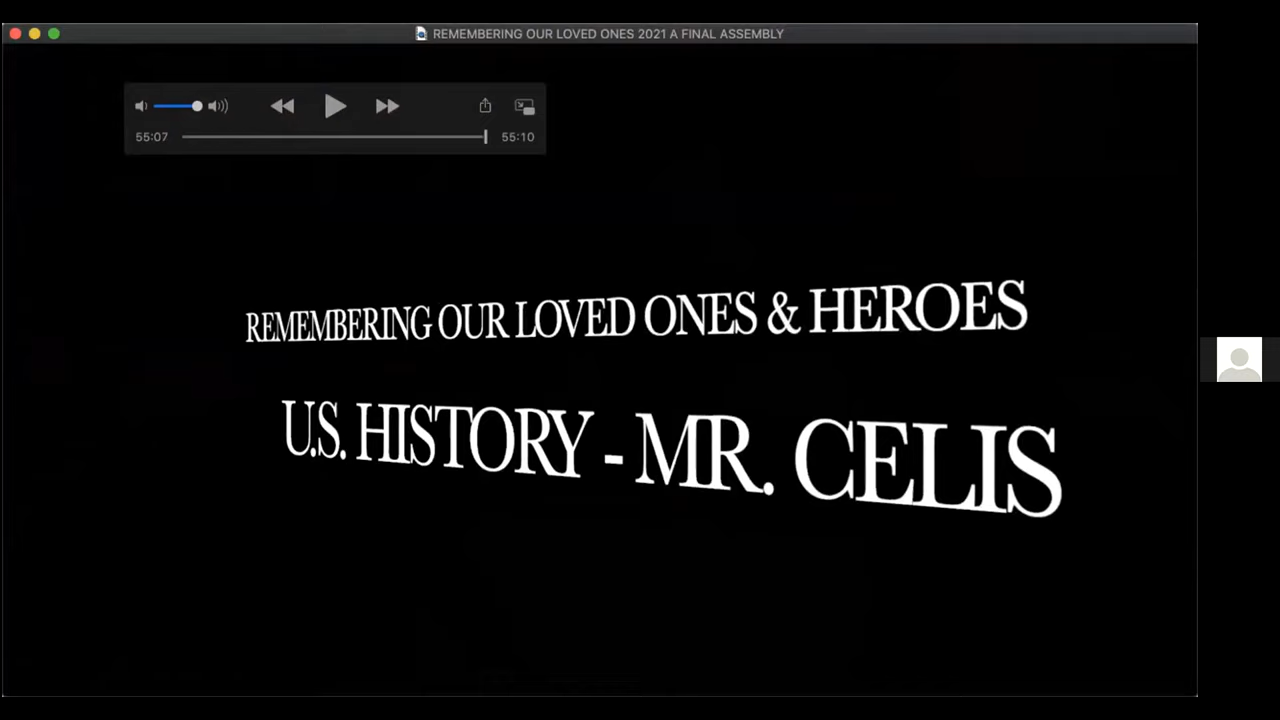 REMEMBERING OUR LOVED ONES 2021 A FINAL ASSEMBLY
55:07
55:10
REMEMBERING OUR LOVED ONES & HEROES
U.S. HISTORY - MR. CELIS